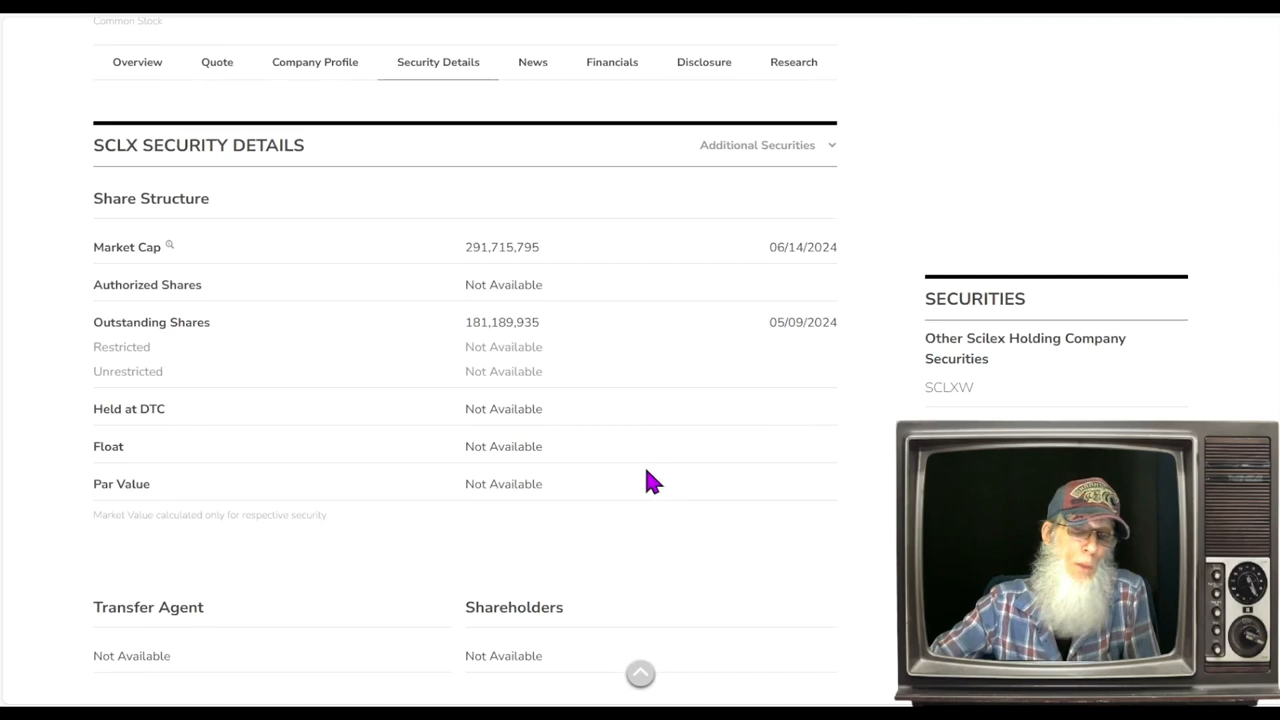 Common Stock
Overview Quote Company Profile Security Details News Financials Disclosure Research
SCLX SECURITY DETAILS Additional Securities
Share Structure
Market Cap 291,715,795 06/14/2024
Authorized Shares Not Available
Outstanding Shares 181,189,935 05/09/2024
Restricted Not Available
Unrestricted Not Available
Held at DTC Not Available
Float Not Available
Par Value Not Available
Market Value calculated only for respective security
Transfer Agent Shareholders
Not Available Not Available
SECURITIES
Other Scilex Holding Company
Securities
SCLXW